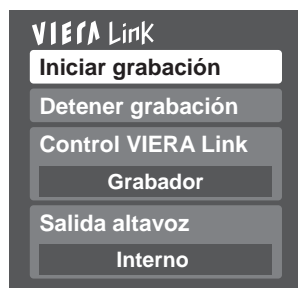 VIERA Link
Iniciar grabación
Detener grabación
Control VIERA Link
Grabador
Salida altavoz
Interno